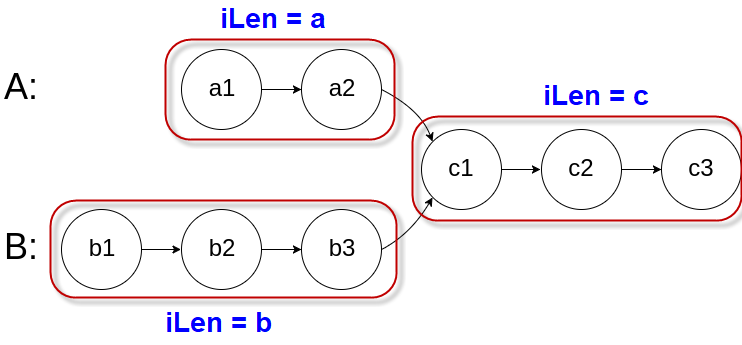 iLen = a
A:
a1
a2
iLen = c
c1
c2
c3
B:
b1
b2
b3
iLen = b